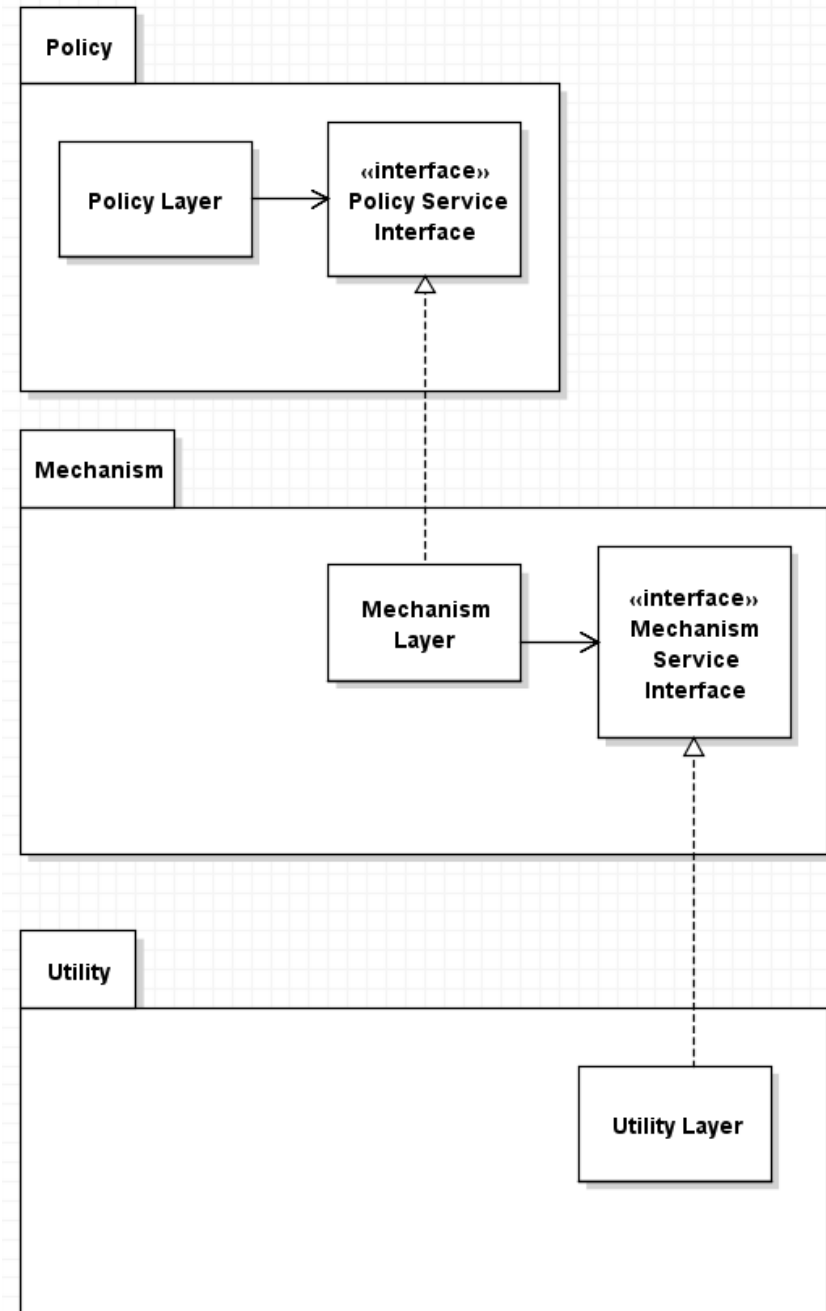 Policy
Policy Layer
«interface»
Policy Service
Interface
Mechanism
Mechanism
Layer
«interface»
Mechanism
Service
Interface
Utility
Utility Layer